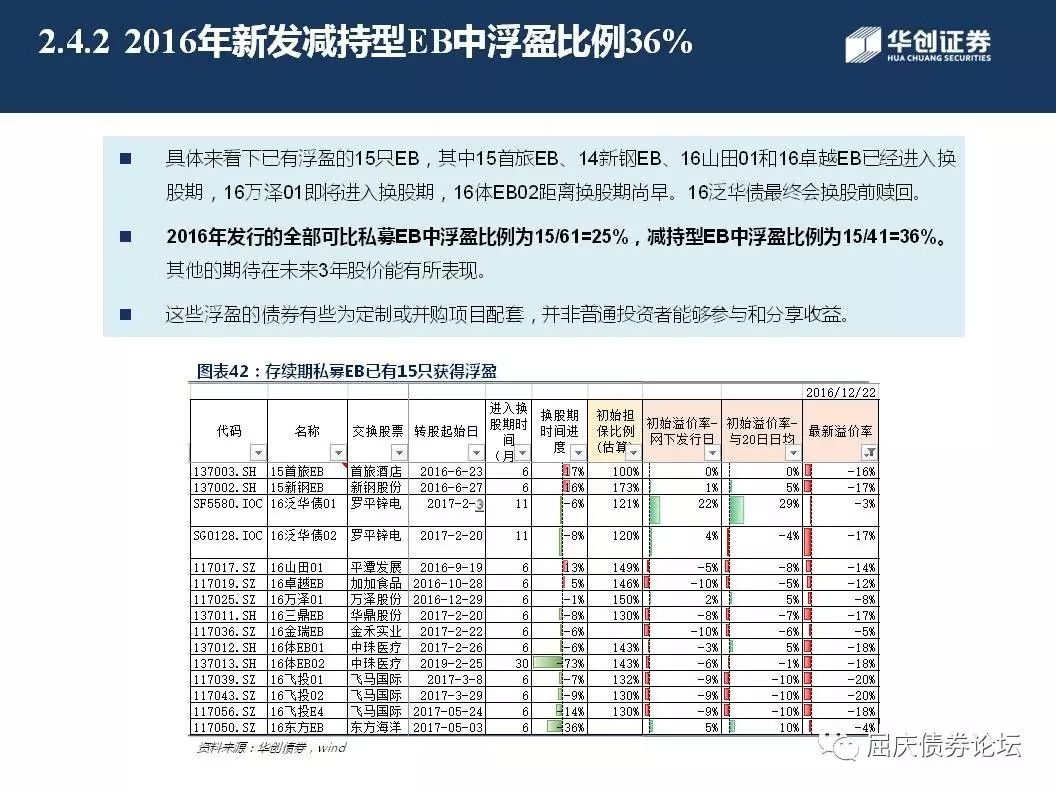 2.4.2 2016年新发减持型EB中浮盈比例36%
华创证券
HUA CHUANG SECURITIES
具体来看下已有浮盈的15只EB，其中15首旅EB、14新钢EB、16山田01和16卓越EB已经进入换
股期，16万泽01即将进入换股期，16体EB02距离换股期尚早。16泛华债最终会换股前赎回。
2016年发行的全部可比私募EB中浮盈比例为15/61=25%，减持型EB中浮盈比例为15/41=36%。
其他的期待在未来3年股价能有所表现。
这些浮盈的债券有些为定制或并购项目配套，并非普通投资者能够参与和分享收益。
图表42：存续期私募EB已有15只获得浮盈
2016/12/22
代码 名称 交换股票 转股起始日 进入换股期时间（月 换股期时间进度 初始担保比例(估算) 初始溢价率-网下发行日 初始溢价率-与20日日均 最新溢价率
137003.SH 15首旅EB 首旅酒店 2016-6-23 6 17% 100% 0% 0% -16%
137002.SH 15新钢EB 新钢股份 2016-6-27 6 16% 173% 1% 5% -17%
SF5580.IOC 16泛华债01 罗平锌电 2017-2-3 11 -6% 121% 22% 29% -3%
SG0128.IOC 16泛华债02 罗平锌电 2017-2-20 11 -8% 120% 4% -4% -17%
117017.SZ 16山田01 平潭发展 2016-9-19 6 13% 149% -5% -8% -14%
117019.SZ 16卓越EB 加加食品 2016-10-28 6 5% 146% -10% -5% -12%
117025.SZ 16万泽01 万泽股份 2016-12-29 6 -1% 150% 2% 5% -8%
137011.SH 16三鼎EB 华鼎股份 2017-2-20 6 -8% 130% -8% -7% -17%
117036.SZ 16金瑞EB 金禾实业 2017-2-22 6 -6% -10% -6% -5%
137012.SH 16体EB01 中珠医疗 2017-2-26 6 -6% 143% -3% 5% -18%
137013.SH 16体EB02 中珠医疗 2019-2-25 30 -73% 143% -6% -1% -18%
117039.SZ 16飞投01 飞马国际 2017-3-8 6 -7% 132% -9% -10% -20%
117043.SZ 16飞投02 飞马国际 2017-3-29 6 -9% 130% -9% -10% -20%
117056.SZ 16飞投E4 飞马国际 2017-05-24 6 -14% 130% -9% -10% -18%
117050.SZ 16东方EB 东方海洋 2017-05-03 6 -36% 5% 10% -4%
资料来源：华创债券，wind
屈庆债券论坛